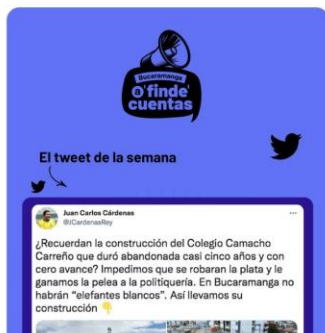 Bucaramanga
a'finde'
cuentas
El tweet de la semana
Juan Carlos Cárdenas
@JCardenasRey
¿Recuerdan la construcción del Colegio Camacho
Carreño que duró abandonada casi cinco años y con
cero avance? Impedimos que se robaran la plata y le
ganamos la pelea a la politiquería. En Bucaramanga no
habrán “elefantes blancos”. Así llevamos su
construcción 👇